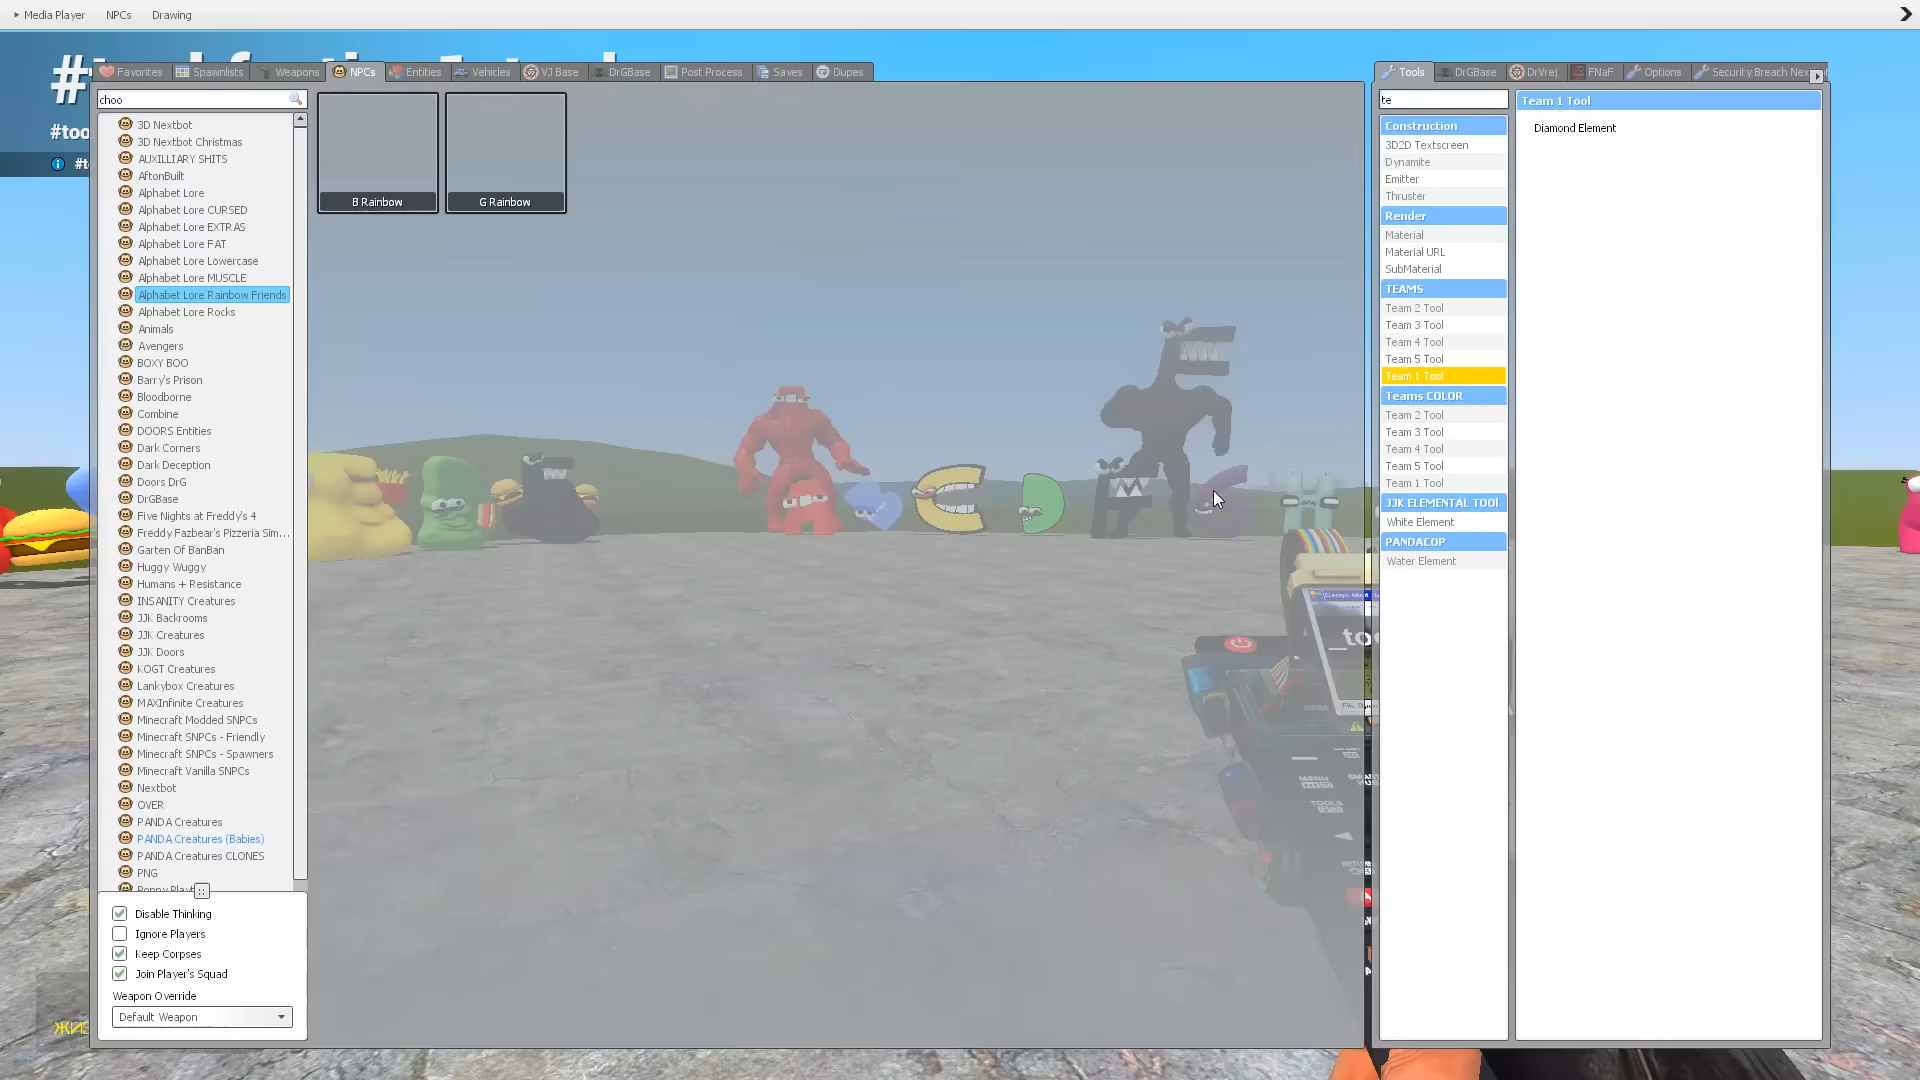 Media Player
NPCs
Drawing
Favorites
Spawnlists
Weapons
NPCs
Entities
Vehicles
VJ Base
DrGBase
Post Process
Saves
Dupes
choo
3D Nextbot
3D Nextbot Christmas
AUXILLIARY SHITS
AftonBuilt
Alphabet Lore
Alphabet Lore CURSED
Alphabet Lore EXTRAS
Alphabet Lore FAT
Alphabet Lore Lowercase
Alphabet Lore MUSCLE
Alphabet Lore Rainbow Friends
Alphabet Lore Rocks
Animals
Avengers
BOXY BOO
Barry's Prison
Bloodborne
Combine
DOORS Entities
Dark Corners
Dark Deception
Doors DrG
DrGBase
Five Nights at Freddy's 4
Freddy Fazbear's Pizzeria Sim...
Garten Of BanBan
Huggy Wuggy
Humans + Resistance
INSANITY Creatures
JJK Backrooms
JJK Creatures
JJK Doors
KOGT Creatures
Lankybox Creatures
MAXInfinite Creatures
Minecraft Modded SNPCs
Minecraft SNPCs - Friendly
Minecraft SNPCs - Spawners
Minecraft Vanilla SNPCs
Nextbot
OVER
PANDA Creatures
PANDA Creatures (Babies)
PANDA Creatures CLONES
PNG
Disable Thinking
Ignore Players
Keep Corpses
Join Player's Squad
Weapon Override
Default Weapon
B Rainbow
G Rainbow
Tools
DrGBase
DrVrej
FNaF
Options
Security Breach Nex
te
Construction
3D2D Textscreen
Dynamite
Emitter
Thruster
Render
Material
Material URL
SubMaterial
TEAMS
Team 2 Tool
Team 3 Tool
Team 4 Tool
Team 5 Tool
Team 1 Tool
Teams COLOR
Team 2 Tool
Team 3 Tool
Team 4 Tool
Team 5 Tool
Team 1 Tool
JJK ELEMENTAL TOOl
White Element
PANDACOP
Water Element
Team 1 Tool
Diamond Element
#too
#t
_too
MENU
TOOLS